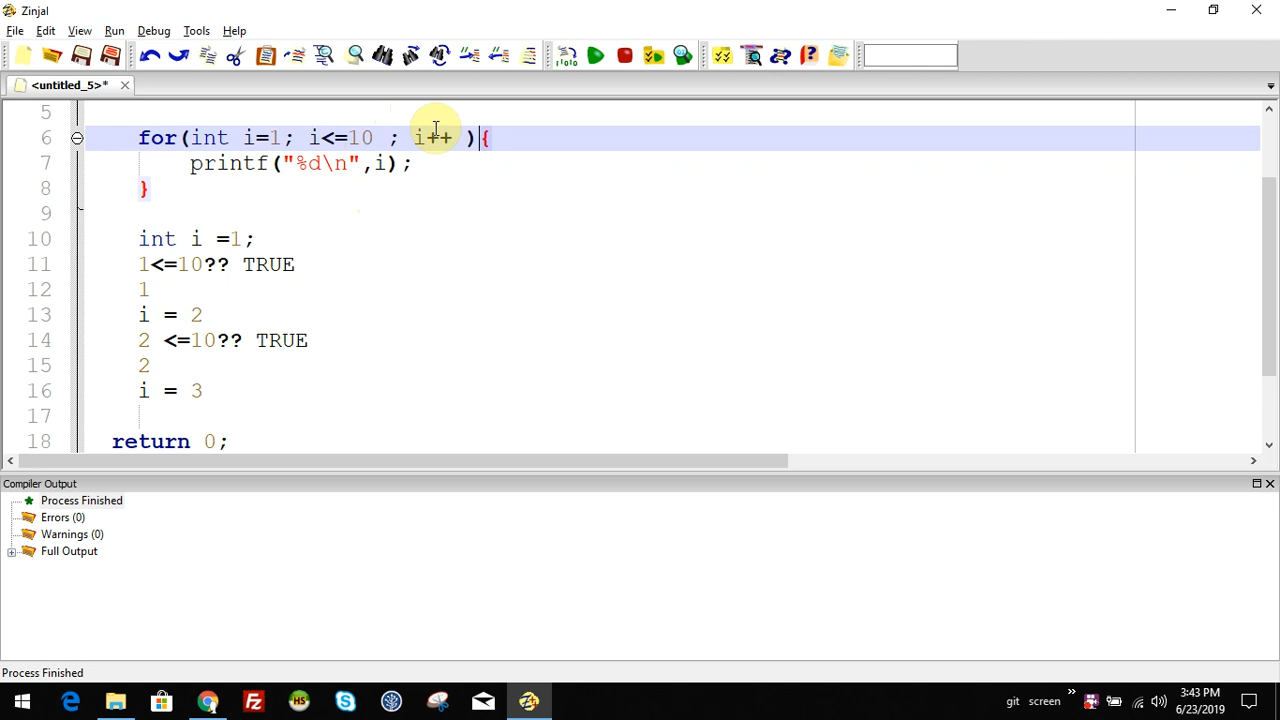 Zinjal
File Edit View Run Debug Tools Help
<untitled_5>*
5
6 for(int i=1; i<=10 ; i++ ){
7 printf("%d\n",i);
8 }
9
10 int i =1;
11 1<=10?? TRUE
12 1
13 i = 2
14 2 <=10?? TRUE
15 2
16 i = 3
17
18 return 0;
Compiler Output
Process Finished
Errors (0)
Warnings (0)
Full Output
Process Finished
git screen
3:43 PM
6/23/2019